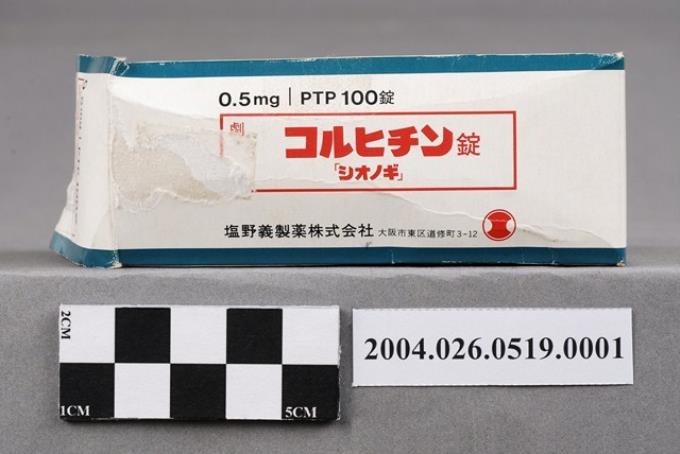 0.5mg | PTP 100錠
劇
コルヒチン錠
「シオノギ」
塩野義製薬株式会社 大阪市東区道修町3-12
2CM
1CM
5CM
2004.026.0519.0001